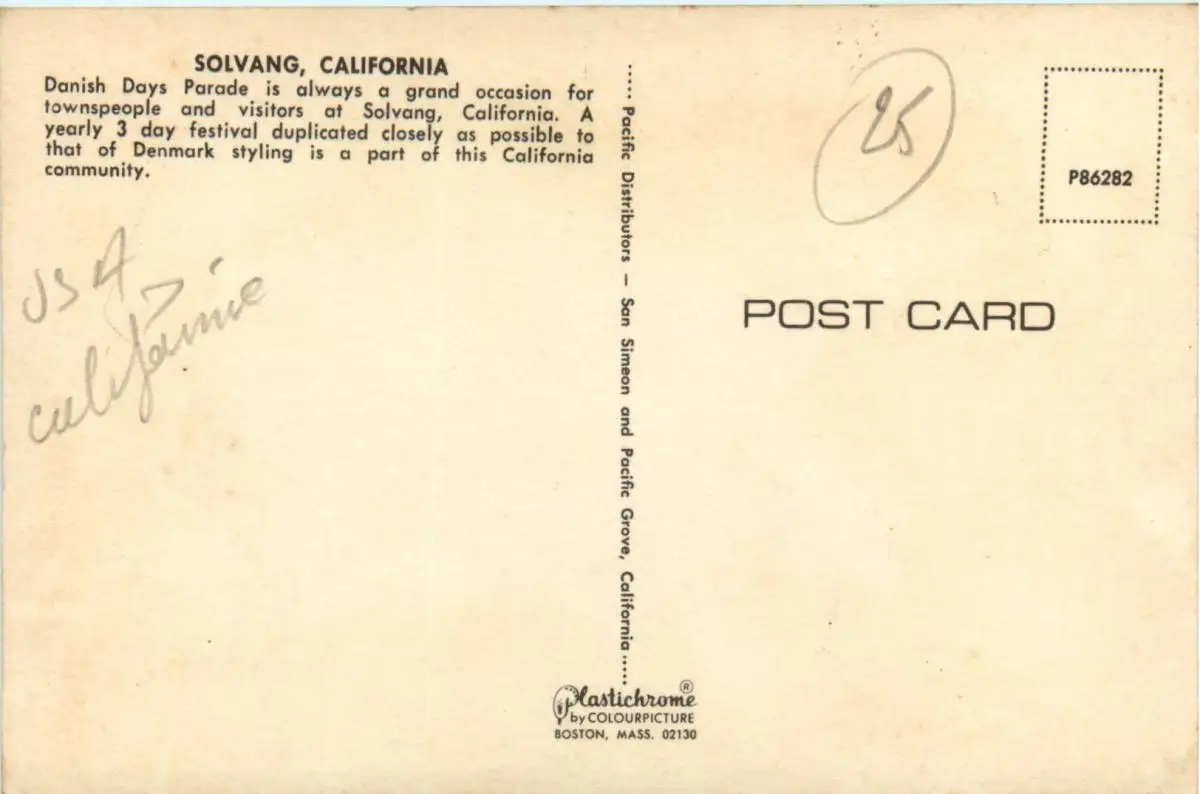 SOLVANG, CALIFORNIA
Danish Days Parade is always a grand occasion for
townspeople and visitors at Solvang, California. A
yearly 3 day festival duplicated closely as possible to
that of Denmark styling is a part of this California
community.
USA
californie
Pacific Distributors — San Simeon and Pacific Grove, California
Plastichrome®
by COLOURPICTURE
BOSTON, MASS. 02130
25
P86282
POST CARD